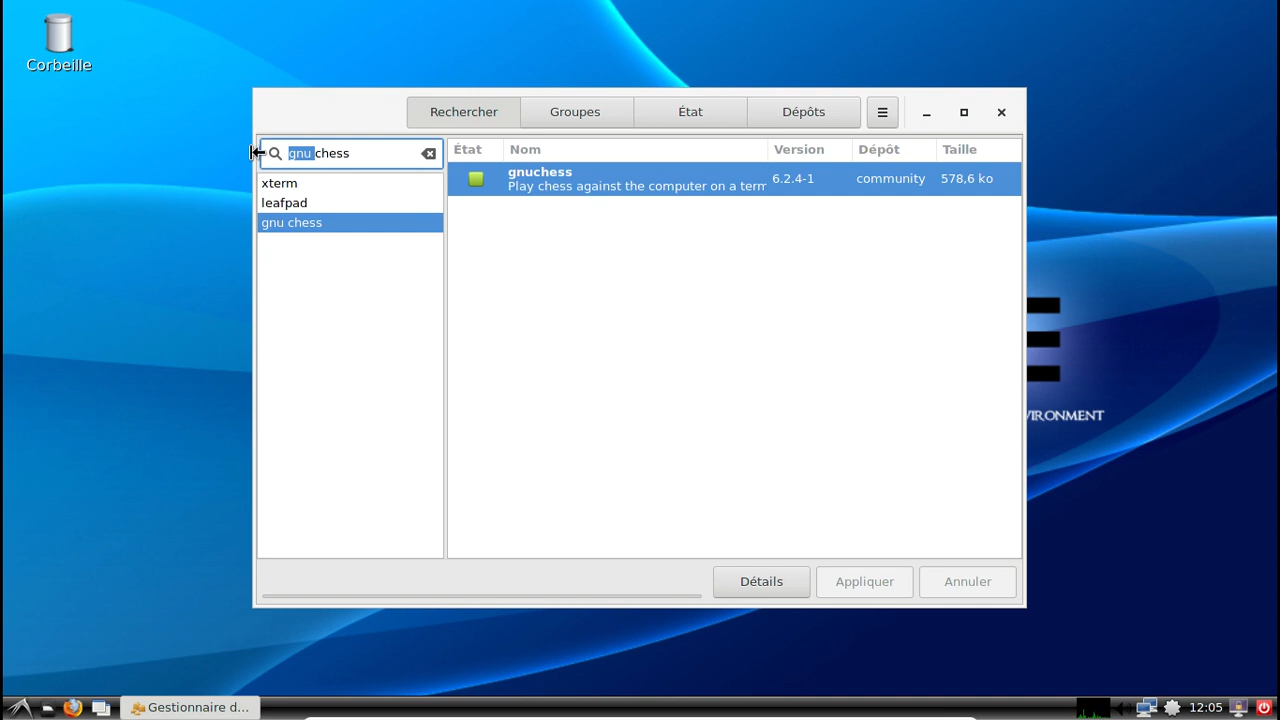 Corbeille
Rechercher Groupes État Dépôts
gnu chess
État Nom Version Dépôt Taille
xterm
leafpad
gnu chess
gnuchess
Play chess against the computer on a term
6.2.4-1 community 578,6 ko
VIRONMENT
Détails Appliquer Annuler
Gestionnaire d...
12:05